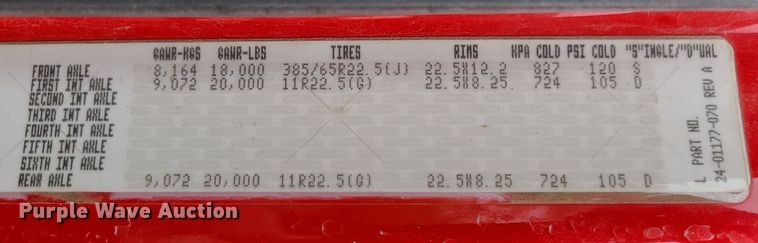 GAWR-KGS GAWR-LBS TIRES RIMS KPA COLD PSI COLD "S"INGLE/"D"UAL
FRONT AXLE 8,164 18,000 385/65R22.5(J) 22.5X12.2 827 120 S
FIRST INT AXLE 9,072 20,000 11R22.5(G) 22.5X8.25 724 105 D
SECOND INT AXLE
THIRD INT AXLE
FOURTH INT AXLE
FIFTH INT AXLE
SIXTH INT AXLE
REAR AXLE 9,072 20,000 11R22.5(G) 22.5X8.25 724 105 D
L PART NO.
24-01177-070 REV A
Purple Wave Auction